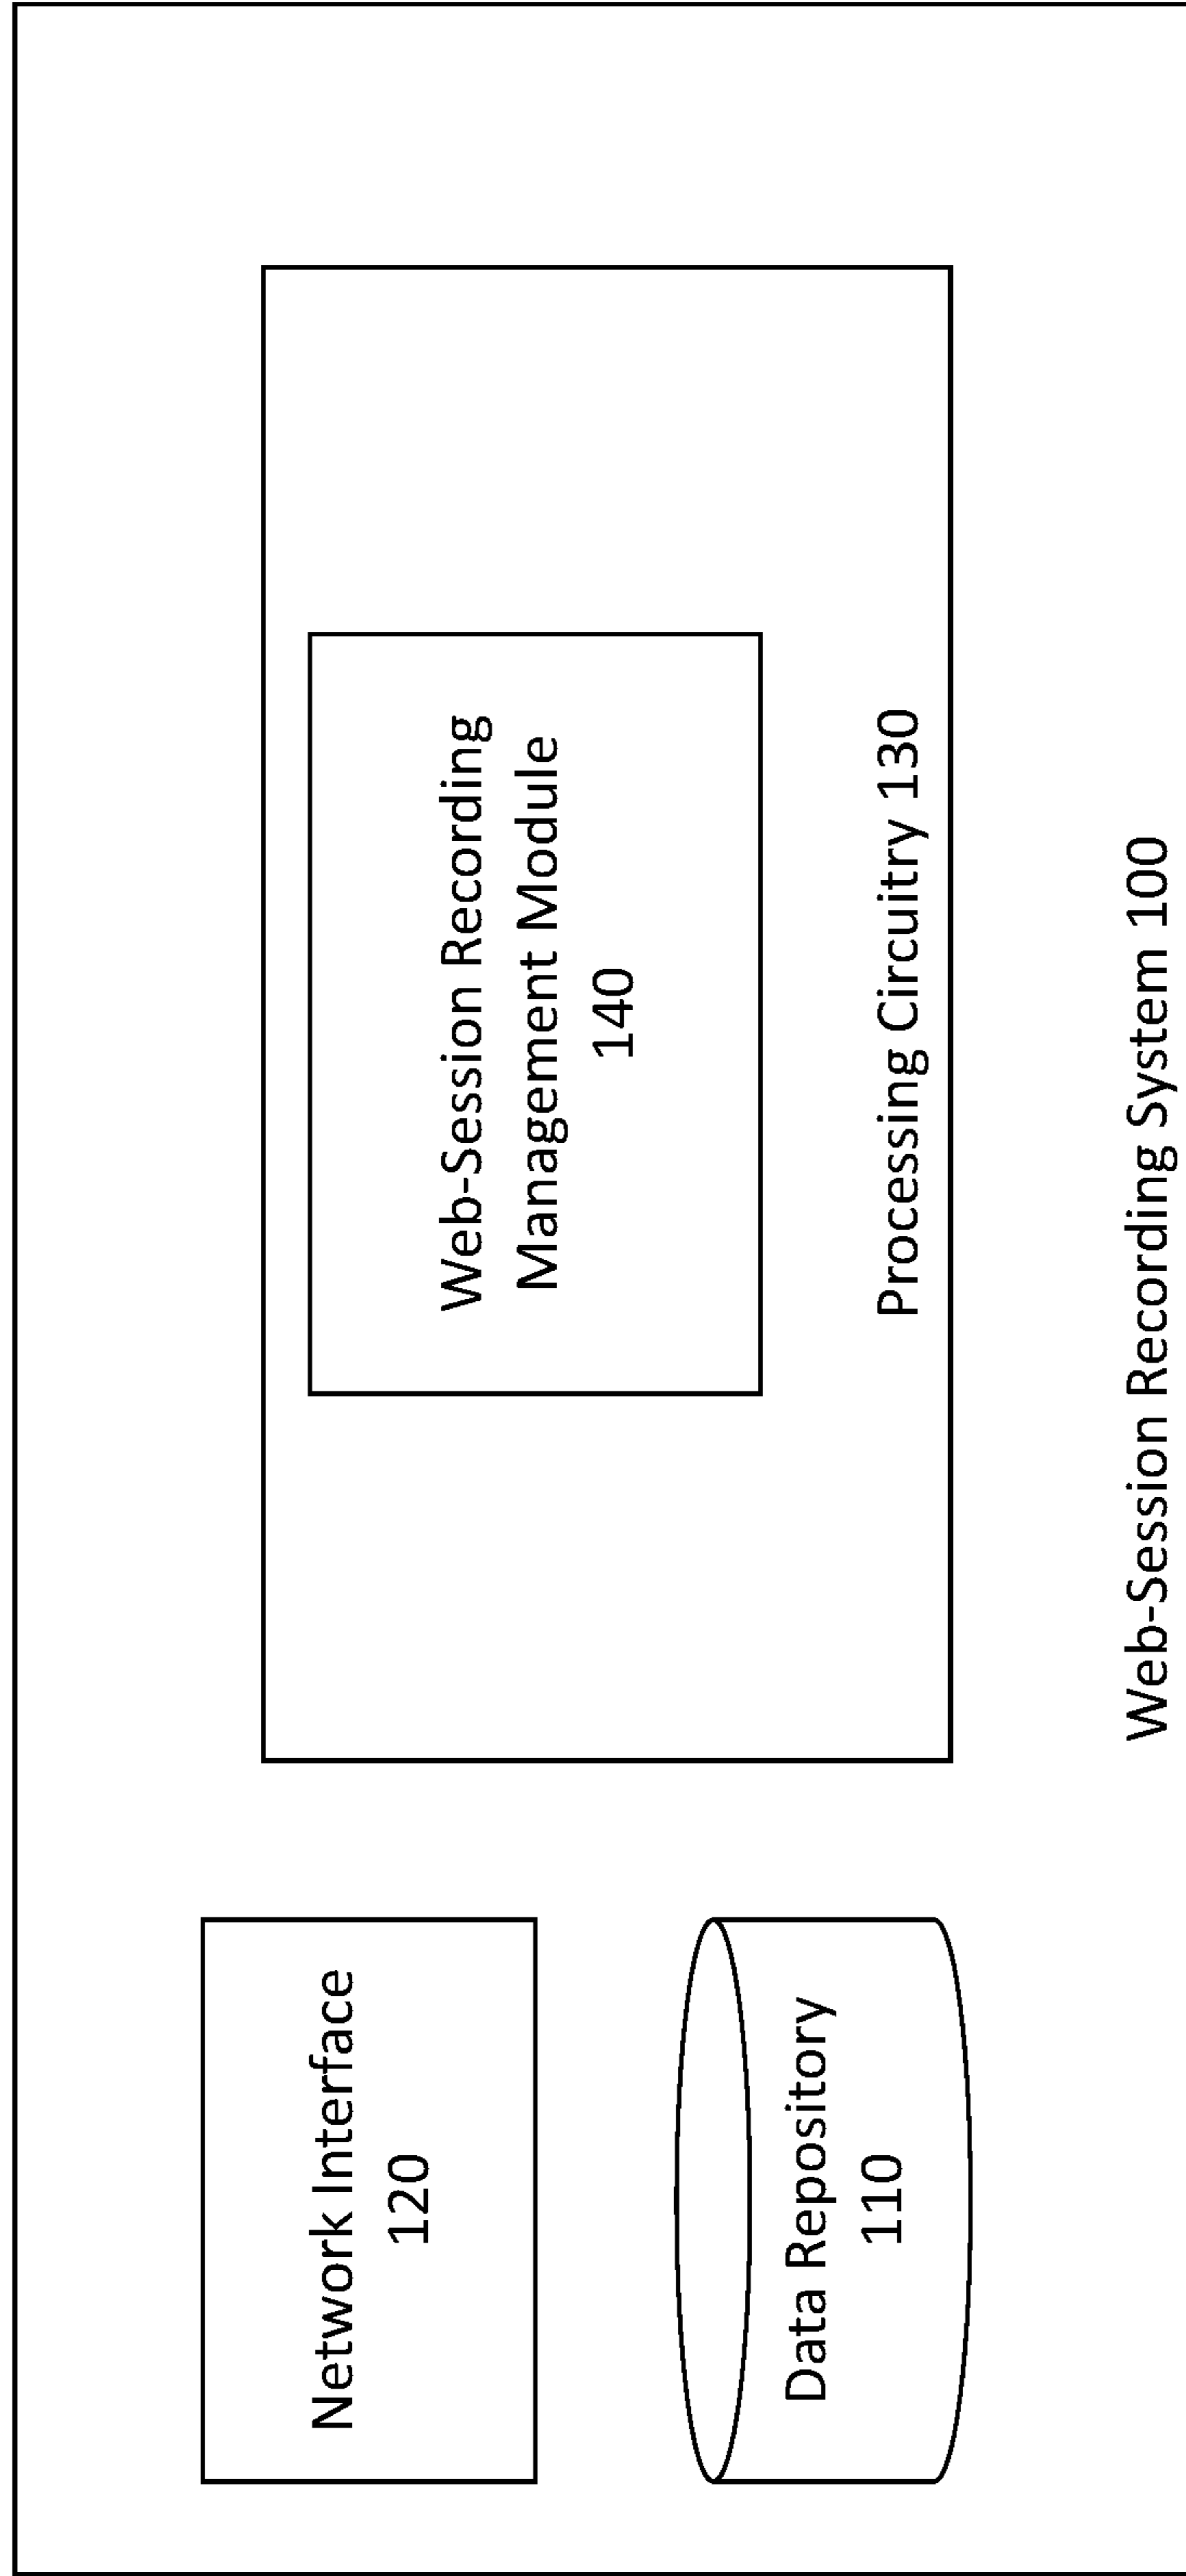 Network Interface
120
Data Repository
110
Web-Session Recording
Management Module
140
Processing Circuitry 130
Web-Session Recording System 100